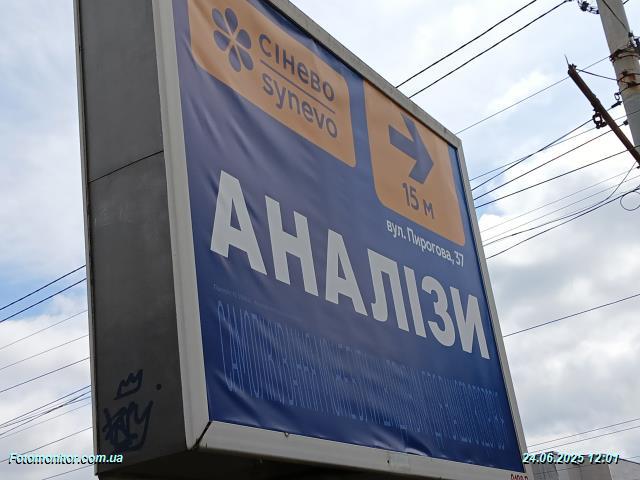 сінево
synevo
15 м
вул. Пирогова, 37
АНАЛІЗИ
Fotomonitor.com.ua
24.06.2025 12:01